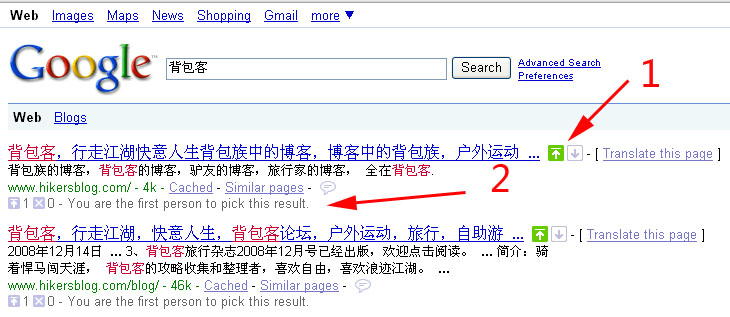 Web Images Maps News Shopping Gmail more ▼
Google™ 背包客 Search Advanced Search
Preferences
Web Blogs
1
背包客，行走江湖快意人生背包族中的博客，博客中的背包族，户外运动 ... - [ Translate this page ]
背包族的博客，背包客的博客，驴友的博客，旅行家的博客， 全在背包客.
www.hikersblog.com/ - 4k - Cached - Similar pages -
2
1 0 - You are the first person to pick this result.
背包客，行走江湖，快意人生，背包客论坛，户外运动，旅行，自助游 ... - [ Translate this page ]
2008年12月14日 ... 3、背包客旅行杂志2008年12月号已经出版，欢迎点击阅读。 ... 简介：骑
着悍马闯天涯， 背包客的攻略收集和整理者，喜欢自由，喜欢浪迹江湖。 ...
www.hikersblog.com/blog/ - 46k - Cached - Similar pages -
1 0 - You are the first person to pick this result.